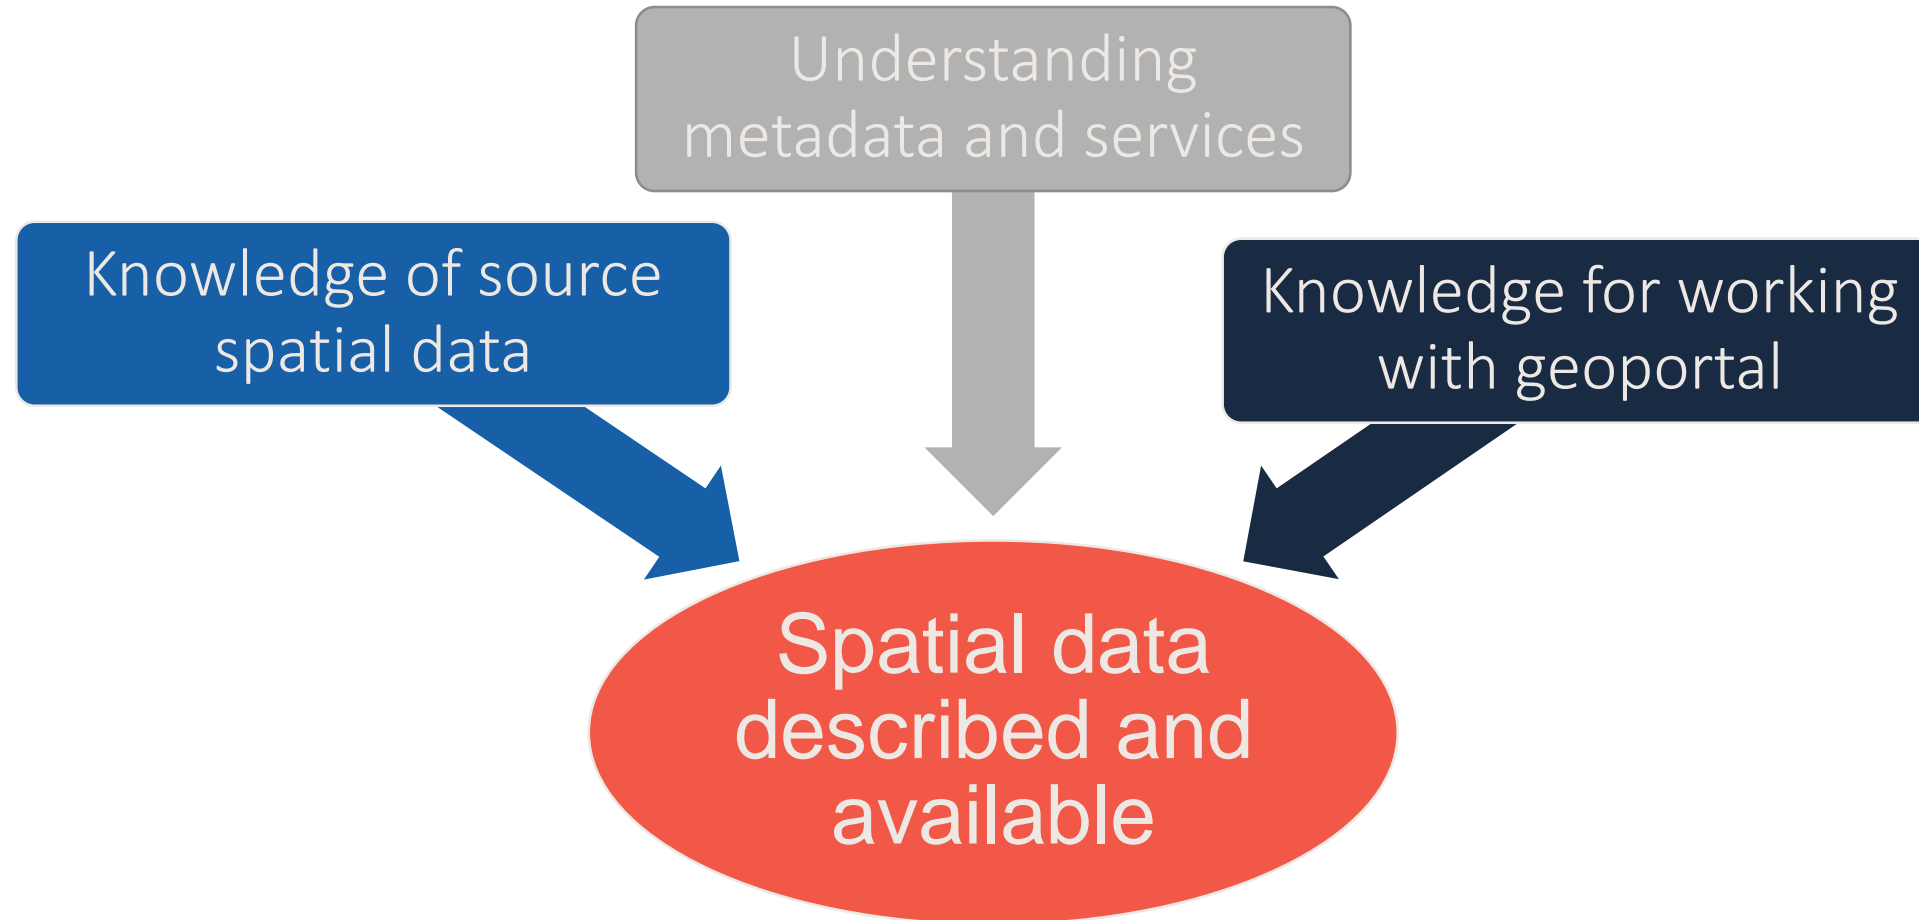 Understanding
metadata and services
Knowledge of source
spatial data
Knowledge for working
with geoportal
Spatial data
described and
available